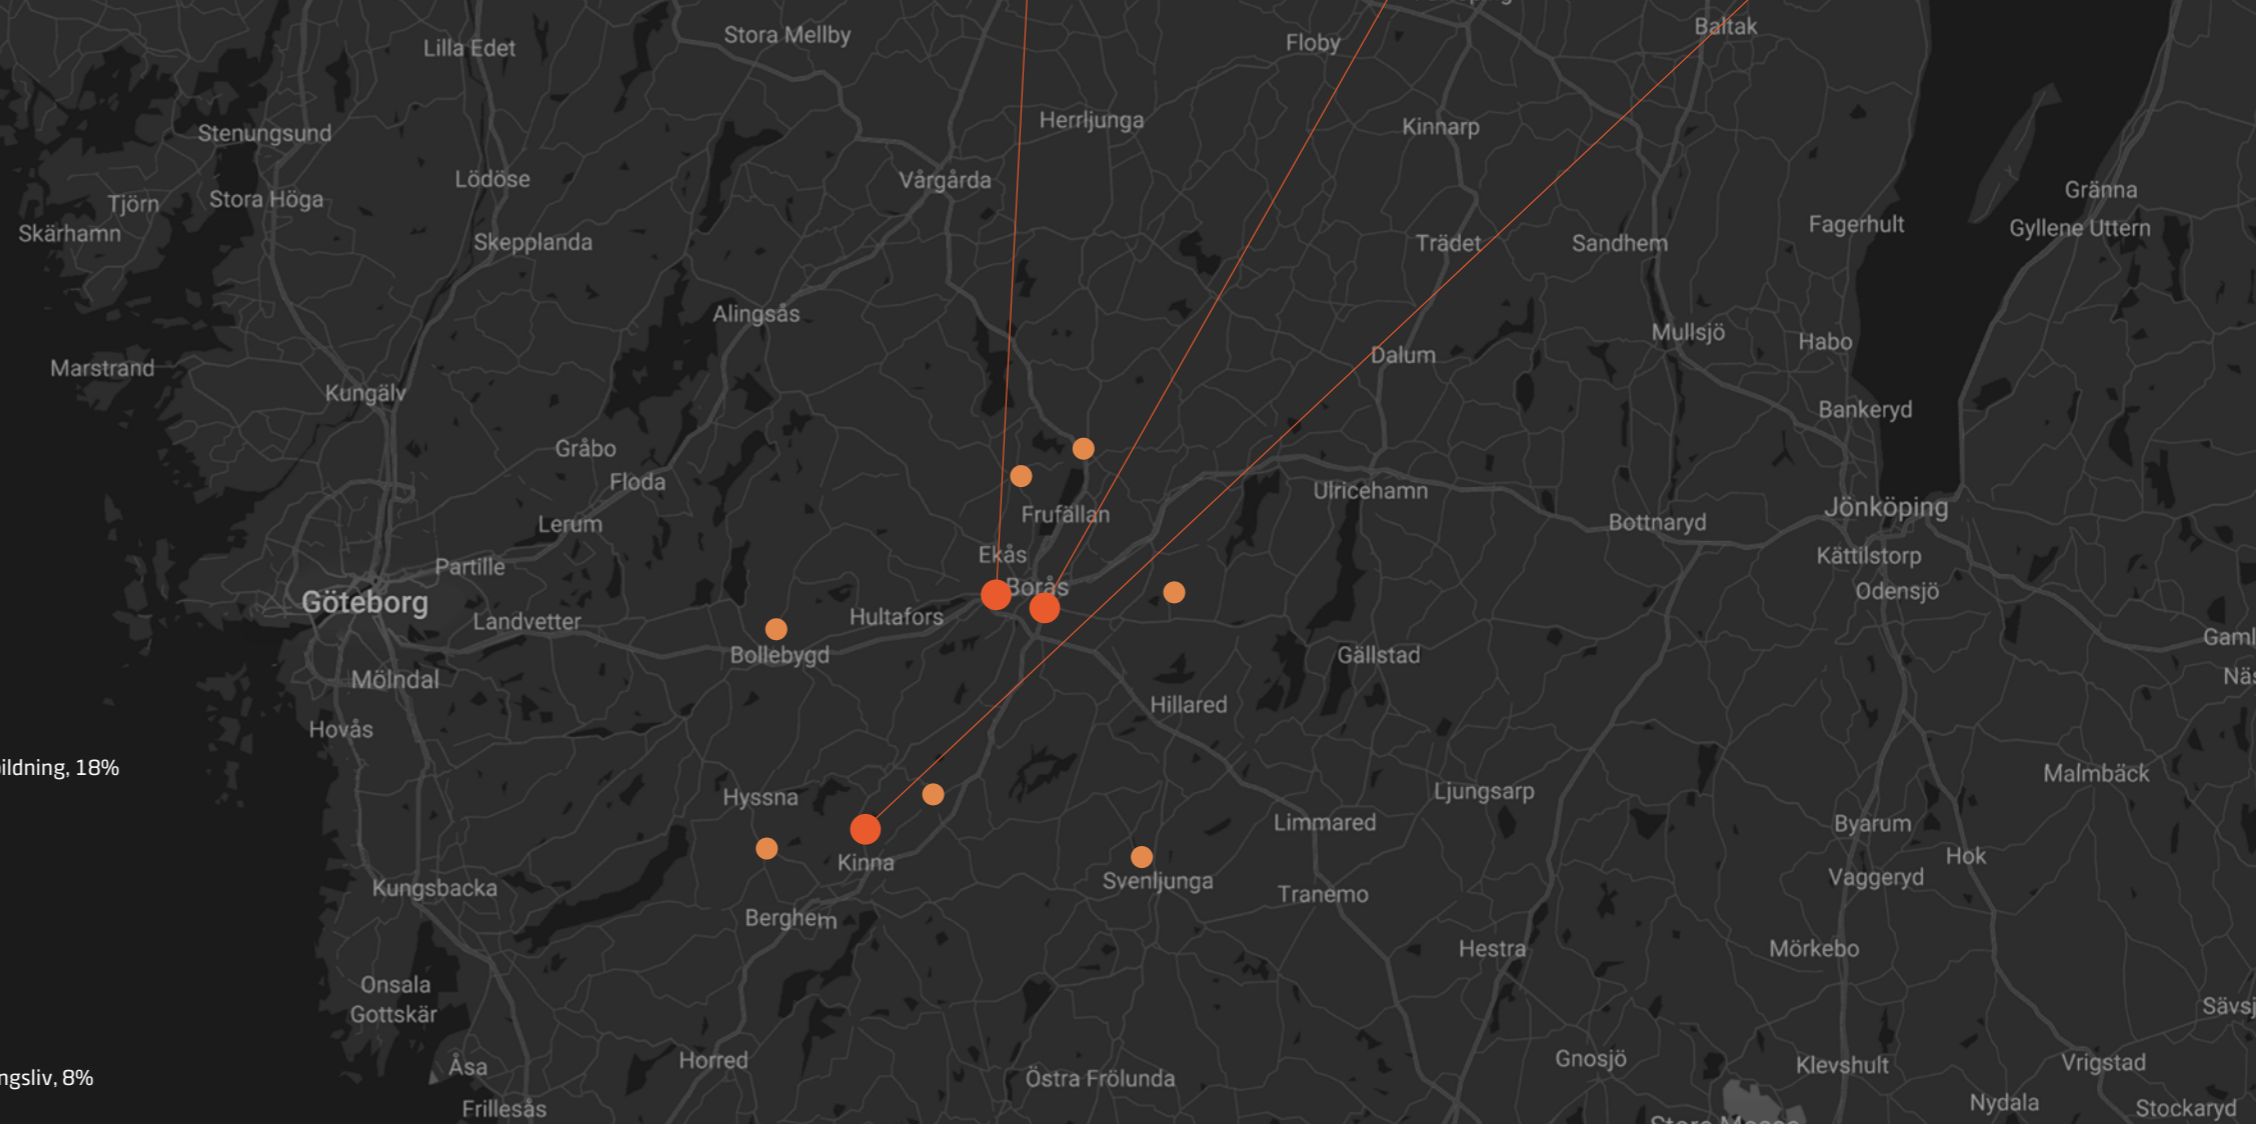 Baltak
Stora Mellby
Floby
Lilla Edet
Herrljunga
Kinnarp
Stenungsund
Lödöse
Vårgårda
Gränna
Stora Höga
Tjörn
Fagerhult
Gyllene Uttern
Skärhamn
Skepplanda
Trädet
Sandhem
Alingsås
Mullsjö
Habo
Dalum
Marstrand
Kungälv
Bankeryd
Gråbo
Floda
Ulricehamn
Jönköping
Frufällan
Lerum
Bottnaryd
Ekås
Kättilstorp
Partille
Borås
Odensjö
Göteborg
Hultafors
Landvetter
Gaml
Bollebygd
Gällstad
Näs
Mölndal
Hillared
Hovås
ildning, 18%
Malmbäck
Ljungsarp
Hyssna
Limmared
Byarum
Kinna
Hok
Vaggeryd
Svenljunga
Kungsbacka
Tranemo
Berghem
Hestra
Mörkebo
Onsala
Sävsj
Gottskär
Gnosjö
Horred
Vrigstad
Klevshult
Åsa
ngsliv, 8%
Östra Frölunda
Nydala
Frillesås
Stockaryd